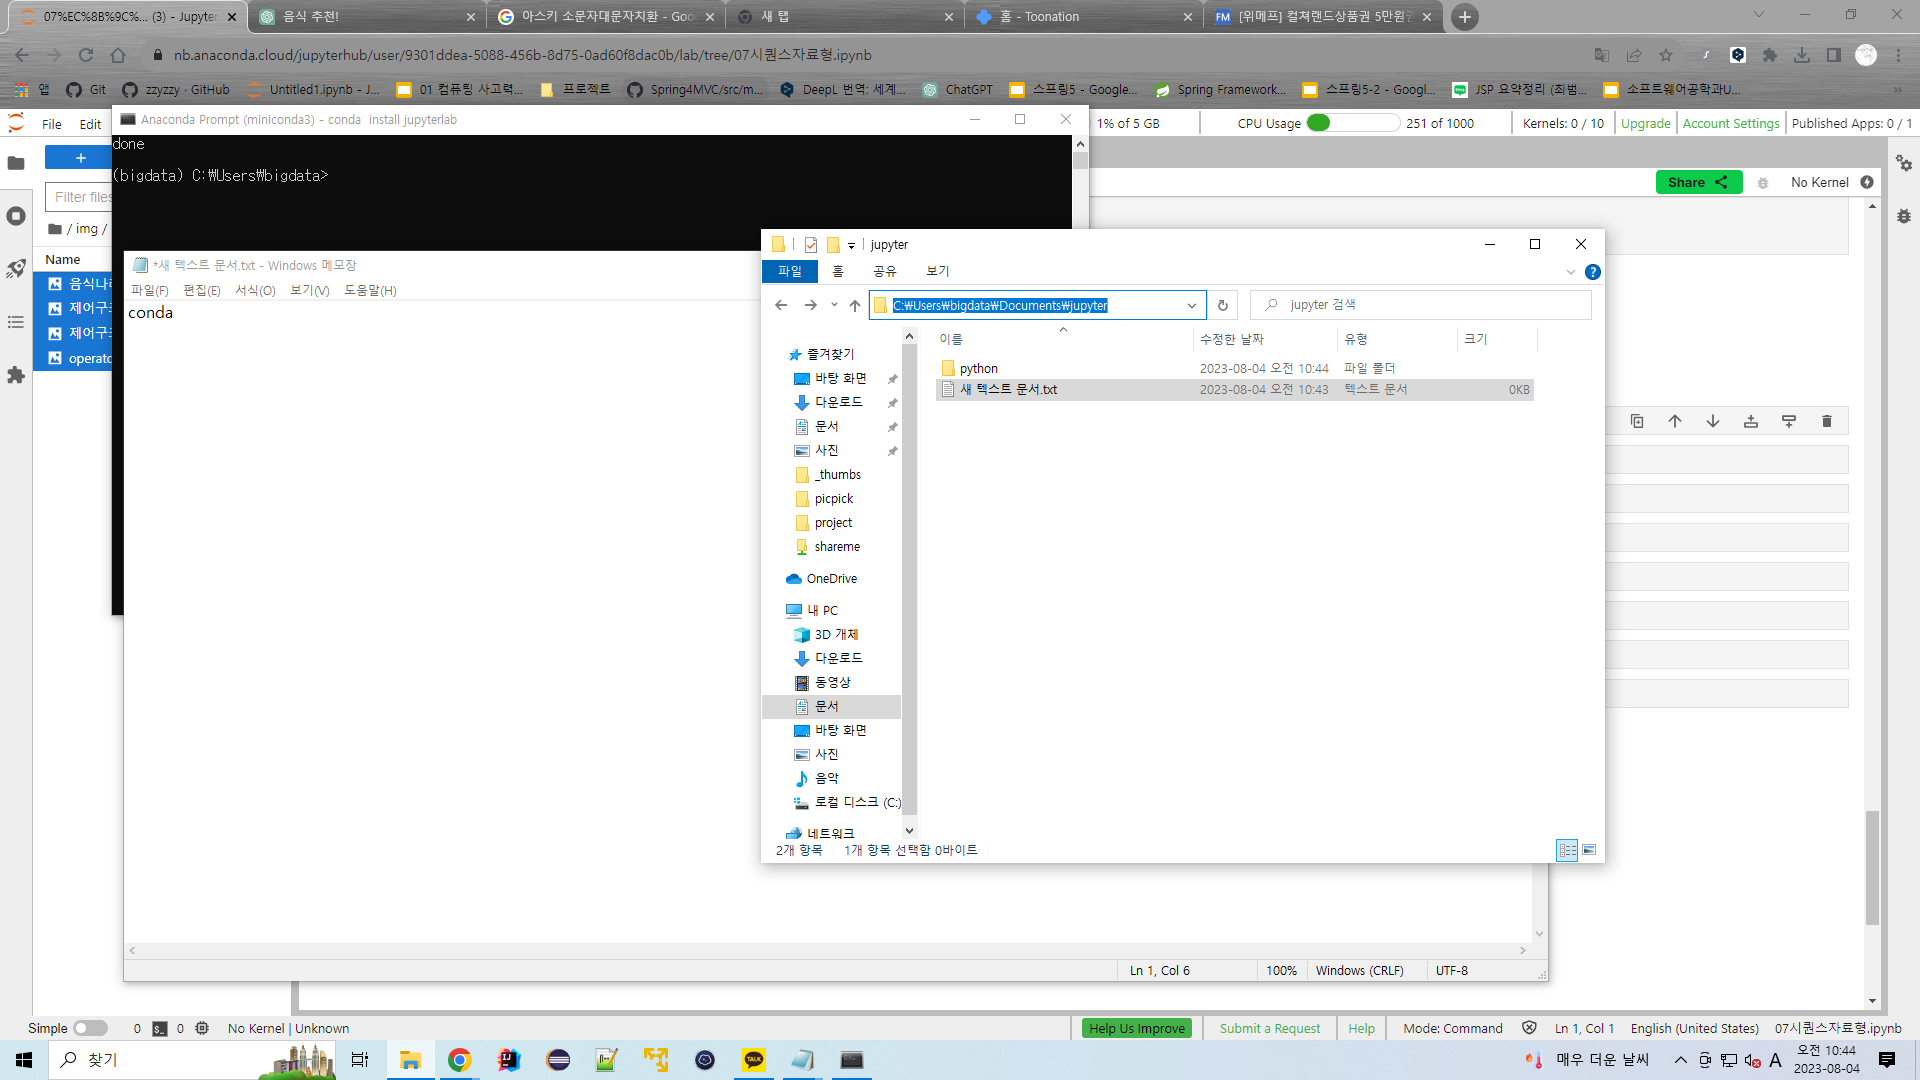 07%EC%8B%9C%... (3) - Jupyter
음식 추천!
아스키 소문자대문자치환 - Goo
새 탭
홈 - Toonation
[위메프] 컬쳐랜드상품권 5만원권
nb.anaconda.cloud/jupyterhub/user/9301ddea-5088-456b-8d75-0ad60f8dac0b/lab/tree/07시퀀스자료형.ipynb
앱
Git
zzyzzy · GitHub
Untitled1.ipynb - J...
01 컴퓨팅 사고력...
프로젝트
Spring4MVC/src/m...
DeepL 번역: 세계...
ChatGPT
스프링5 - Google...
Spring Framework...
스프링5-2 - Googl...
JSP 요약정리 (최범...
소프트웨어공학과U...
File
Edit
1% of 5 GB
CPU Usage
251 of 1000
Kernels: 0 / 10
Upgrade
Account Settings
Published Apps: 0 / 1
Anaconda Prompt (miniconda3) - conda  install jupyterlab
done
(bigdata) C:₩Users₩bigdata>
Filter files
/ img /
Name
음식나라
제어구
제어구
operato
Share
No Kernel
*새 텍스트 문서.txt - Windows 메모장
파일(F)
편집(E)
서식(O)
보기(V)
도움말(H)
conda
jupyter
파일
홈
공유
보기
C:₩Users₩bigdata₩Documents₩jupyter
jupyter 검색
이름
수정한 날짜
유형
크기
python
2023-08-04 오전 10:44
파일 폴더
새 텍스트 문서.txt
2023-08-04 오전 10:43
텍스트 문서
0KB
즐겨찾기
바탕 화면
다운로드
문서
사진
_thumbs
picpick
project
shareme
OneDrive
내 PC
3D 개체
다운로드
동영상
문서
바탕 화면
사진
음악
로컬 디스크 (C:)
네트워크
2개 항목
1개 항목 선택함 0바이트
Ln 1, Col 6
100%
Windows (CRLF)
UTF-8
Simple
0
0
No Kernel | Unknown
Help Us Improve
Submit a Request
Help
Mode: Command
Ln 1, Col 1
English (United States)
07시퀀스자료형.ipynb
찾기
TALK
매우 더운 날씨
A
오전 10:44
2023-08-04